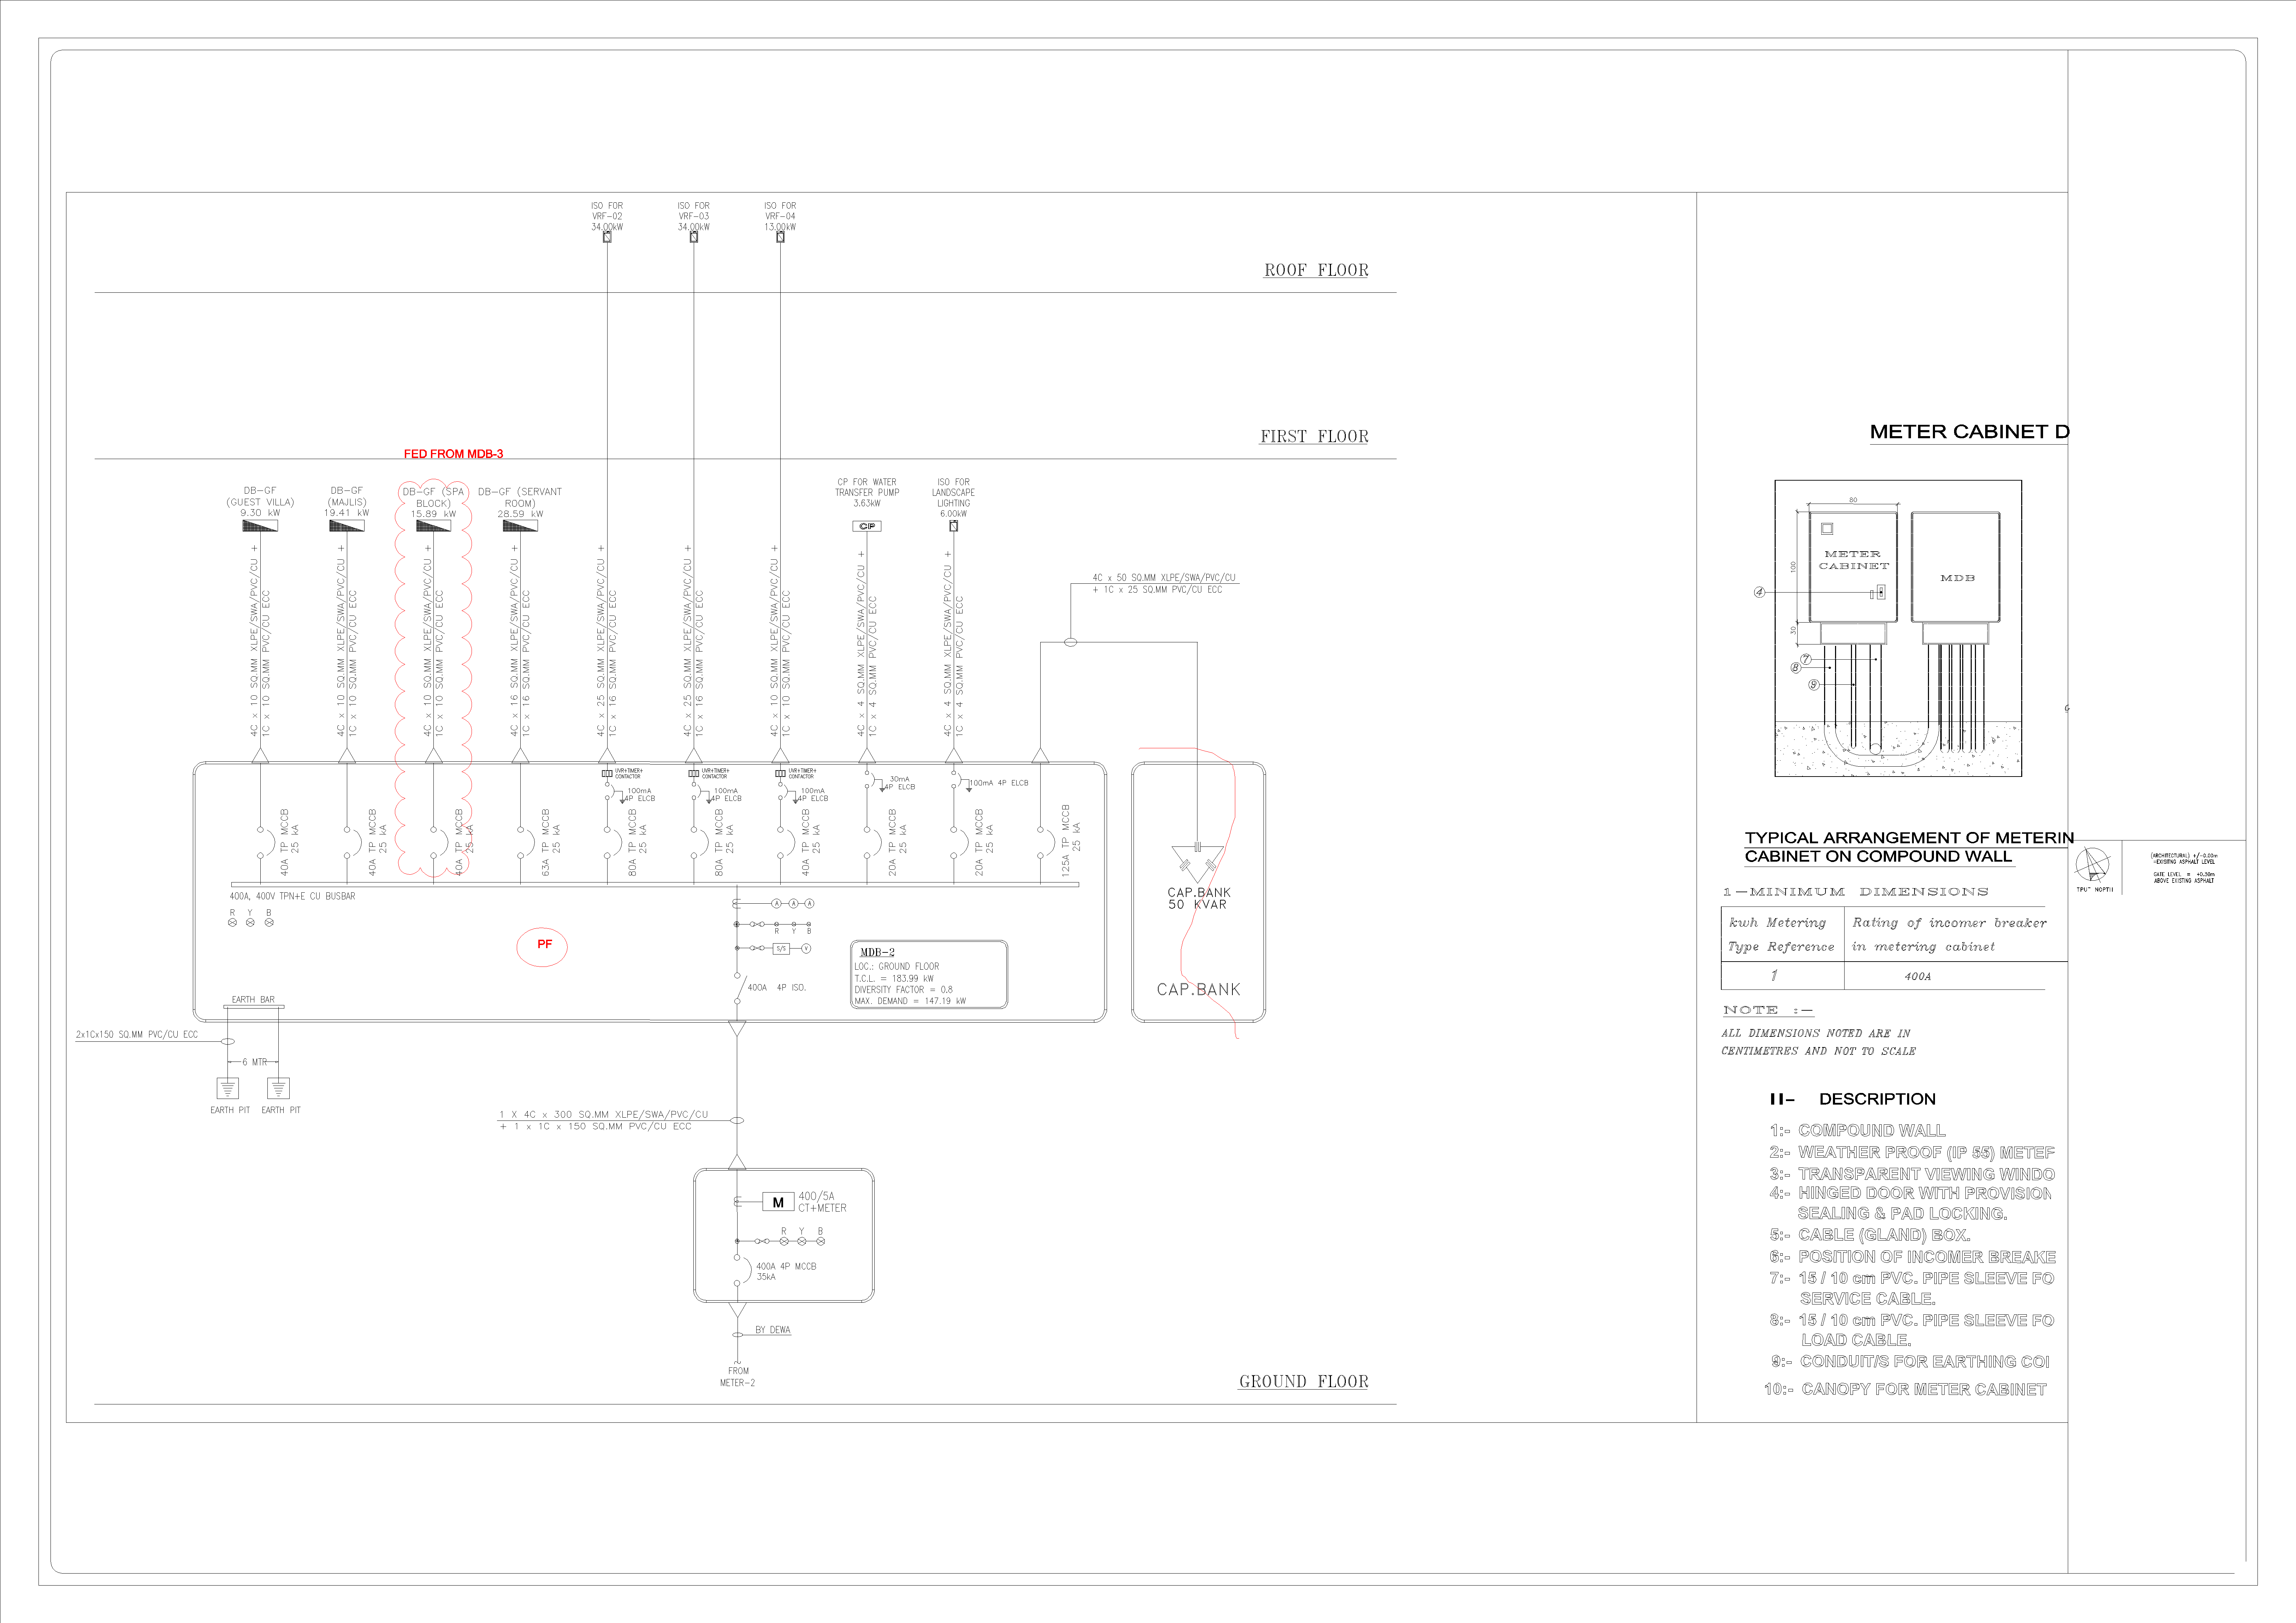 ISO FOR
VRF-02
34.00kW
ISO FOR
VRF-03
34.00kW
ISO FOR
VRF-04
13.00kW
ROOF FLOOR
FIRST FLOOR
FED FROM MDB-3
DB-GF
(GUEST VILLA)
9.30 kW
DB-GF
(MAJLIS)
19.41 kW
DB-GF (SPA
BLOCK)
15.89 kW
DB-GF (SERVANT
ROOM)
28.59 kW
CP FOR WATER
TRANSFER PUMP
3.63kW
CP
ISO FOR
LANDSCAPE
LIGHTING
6.00kW
4C x 10 SQ.MM XLPE/SWA/PVC/CU +
1C x 10 SQ.MM PVC/CU ECC
4C x 10 SQ.MM XLPE/SWA/PVC/CU +
1C x 10 SQ.MM PVC/CU ECC
4C x 10 SQ.MM XLPE/SWA/PVC/CU +
1C x 10 SQ.MM PVC/CU ECC
4C x 16 SQ.MM XLPE/SWA/PVC/CU +
1C x 16 SQ.MM PVC/CU ECC
4C x 25 SQ.MM XLPE/SWA/PVC/CU +
1C x 16 SQ.MM PVC/CU ECC
4C x 25 SQ.MM XLPE/SWA/PVC/CU +
1C x 16 SQ.MM PVC/CU ECC
4C x 10 SQ.MM XLPE/SWA/PVC/CU +
1C x 10 SQ.MM PVC/CU ECC
4C x 4 SQ.MM XLPE/SWA/PVC/CU +
1C x 4 SQ.MM PVC/CU ECC
4C x 4 SQ.MM XLPE/SWA/PVC/CU +
1C x 4 SQ.MM PVC/CU ECC
4C x 50 SQ.MM XLPE/SWA/PVC/CU
+ 1C x 25 SQ.MM PVC/CU ECC
UVR+TIMER+
CONTACTOR
100mA
4P ELCB
UVR+TIMER+
CONTACTOR
100mA
4P ELCB
UVR+TIMER+
CONTACTOR
100mA
4P ELCB
30mA
4P ELCB
100mA 4P ELCB
40A TP MCCB
25 kA
40A TP MCCB
25 kA
40A TP MCCB
25 kA
63A TP MCCB
25 kA
80A TP MCCB
25 kA
80A TP MCCB
25 kA
40A TP MCCB
25 kA
20A TP MCCB
25 kA
20A TP MCCB
25 kA
125A TP MCCB
25 kA
400A, 400V TPN+E CU BUSBAR
R Y B
PF
A A A
R Y B
S/S V
400A 4P ISO.
MDB-2
LOC.: GROUND FLOOR
T.C.L. = 183.99 kW
DIVERSITY FACTOR = 0.8
MAX. DEMAND = 147.19 kW
CAP.BANK
50 KVAR
CAP.BANK
EARTH BAR
2x1Cx150 SQ.MM PVC/CU ECC
6 MTR
EARTH PIT EARTH PIT
1 X 4C x 300 SQ.MM XLPE/SWA/PVC/CU
+ 1 x 1C x 150 SQ.MM PVC/CU ECC
M
400/5A
CT+METER
R Y B
400A 4P MCCB
35kA
BY DEWA
FROM
METER-2
GROUND FLOOR
METER CABINET D
80
100
30
METER
CABINET
MDB
4
7
8
9
TYPICAL ARRANGEMENT OF METERIN
CABINET ON COMPOUND WALL
1-MINIMUM DIMENSIONS
kwh Metering
Type Reference
Rating of incomer breaker
in metering cabinet
1
400A
NOTE :-
ALL DIMENSIONS NOTED ARE IN
CENTIMETRES AND NOT TO SCALE
II- DESCRIPTION
1:- COMPOUND WALL
2:- WEATHER PROOF (IP 55) METER
3:- TRANSPARENT VIEWING WINDO
4:- HINGED DOOR WITH PROVISION
SEALING & PAD LOCKING.
5:- CABLE (GLAND) BOX.
6:- POSITION OF INCOMER BREAKE
7:- 15 / 10 cm PVC. PIPE SLEEVE FO
SERVICE CABLE.
8:- 15 / 10 cm PVC. PIPE SLEEVE FO
LOAD CABLE.
9:- CONDUIT/S FOR EARTHING CO
10:- CANOPY FOR METER CABINET
(ARCHITECTURAL) +/-0.00m
=EXISITNG ASPHALT LEVEL
GATE LEVEL = +0.30m
ABOVE EXISTING ASPHALT